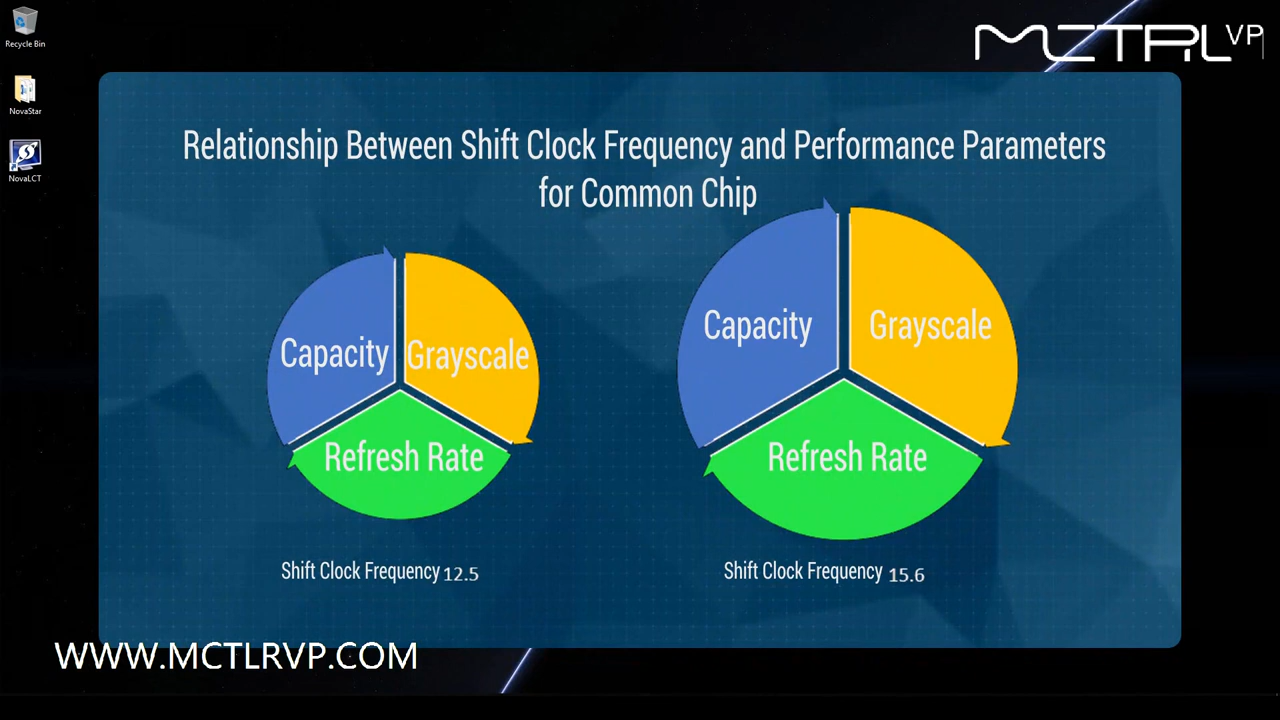 Recycle Bin
NovaStar
NovaLCT
MCTRL VP
Relationship Between Shift Clock Frequency and Performance Parameters
for Common Chip
Capacity
Grayscale
Refresh Rate
Shift Clock Frequency 12.5
Capacity
Grayscale
Refresh Rate
Shift Clock Frequency 15.6
WWW.MCTLRVP.COM